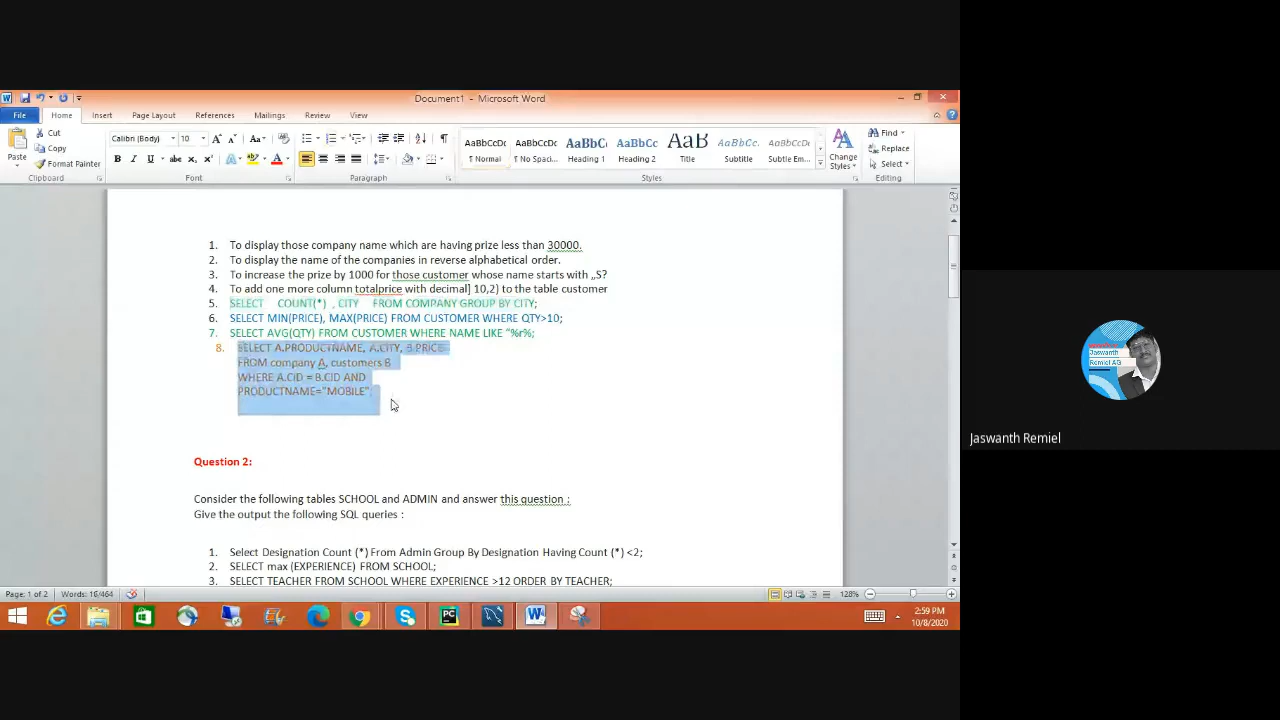 Document1 - Microsoft Word
File Home Insert Page Layout References Mailings Review View
Cut
Copy
Format Painter
Paste
Calibri (Body) 10
AaBbCcDc AaBbCcDc AaBbC AaBbCc AaB AaBbCc. AaBbCcDc
¶ Normal ¶ No Spaci... Heading 1 Heading 2 Title Subtitle Subtle Em...
Change Styles
Find
Replace
Select
Clipboard Font Paragraph Styles Editing
1. To display those company name which are having prize less than 30000.
2. To display the name of the companies in reverse alphabetical order.
3. To increase the prize by 1000 for those customer whose name starts with „S?
4. To add one more column totalprice with decimal] 10,2) to the table customer
5. SELECT COUNT(*) , CITY FROM COMPANY GROUP BY CITY;
6. SELECT MIN(PRICE), MAX(PRICE) FROM CUSTOMER WHERE QTY>10;
7. SELECT AVG(QTY) FROM CUSTOMER WHERE NAME LIKE “%r%;
8. SELECT A.PRODUCTNAME, A.CITY, B.PRICE
FROM company A, customers B
WHERE A.CID = B.CID AND
PRODUCTNAME="MOBILE";
Question 2:
Consider the following tables SCHOOL and ADMIN and answer this question :
Give the output the following SQL queries :
1. Select Designation Count (*) From Admin Group By Designation Having Count (*) <2;
2. SELECT max (EXPERIENCE) FROM SCHOOL;
3. SELECT TEACHER FROM SCHOOL WHERE EXPERIENCE >12 ORDER BY TEACHER;
Page: 1 of 2 Words: 16/464 128%
2:59 PM
10/8/2020
Jaswanth
Remiel AG
Jaswanth Remiel